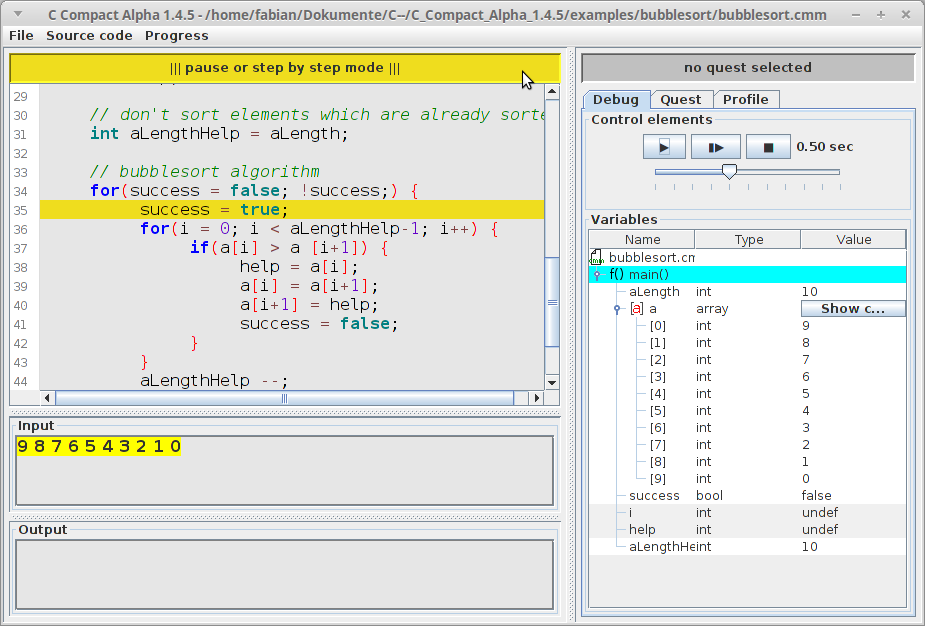 C Compact Alpha 1.4.5 - /home/fabian/Dokumente/C--/C_Compact_Alpha_1.4.5/examples/bubblesort/bubblesort.cmm
File Source code Progress
||| pause or step by step mode |||
29
30 // don't sort elements which are already sorte
31 int aLengthHelp = aLength;
32
33 // bubblesort algorithm
34 for(success = false; !success;) {
35 success = true;
36 for(i = 0; i < aLengthHelp-1; i++) {
37 if(a[i] > a [i+1]) {
38 help = a[i];
39 a[i] = a[i+1];
40 a[i+1] = help;
41 success = false;
42 }
43 }
44 aLengthHelp --;
Input
9 8 7 6 5 4 3 2 1 0
Output
no quest selected
Debug Quest Profile
Control elements
0.50 sec
Variables
Name Type Value
bubblesort.cm
f() main()
aLength int 10
[a] a array Show c...
[0] int 9
[1] int 8
[2] int 7
[3] int 6
[4] int 5
[5] int 4
[6] int 3
[7] int 2
[8] int 1
[9] int 0
success bool false
i int undef
help int undef
aLengthHe int 10